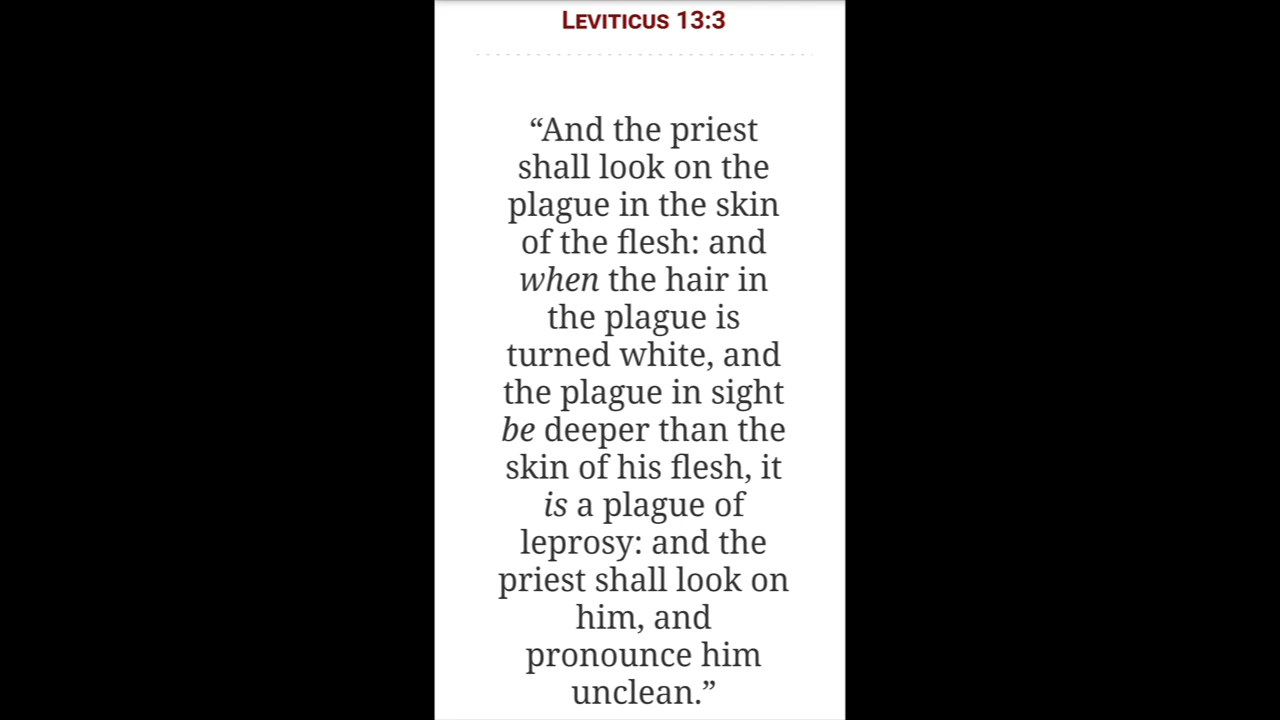 Leviticus 13:3
“And the priest
shall look on the
plague in the skin
of the flesh: and
when the hair in
the plague is
turned white, and
the plague in sight
be deeper than the
skin of his flesh, it
is a plague of
leprosy: and the
priest shall look on
him, and
pronounce him
unclean.”